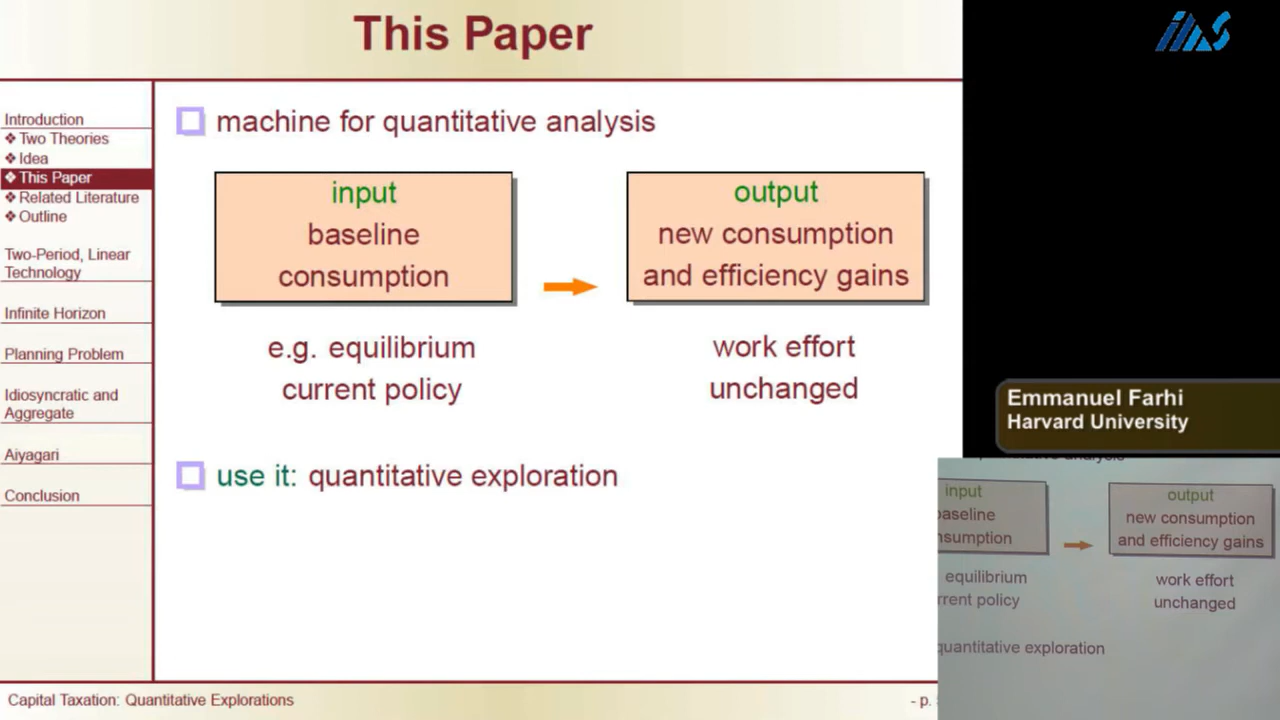 This Paper
Introduction
❖ Two Theories
❖ Idea
❖ This Paper
❖ Related Literature
❖ Outline
Two-Period, Linear
Technology
Infinite Horizon
Planning Problem
Idiosyncratic and
Aggregate
Aiyagari
Conclusion
machine for quantitative analysis
input
baseline
consumption
output
new consumption
and efficiency gains
e.g. equilibrium
current policy
work effort
unchanged
use it: quantitative exploration
Capital Taxation: Quantitative Explorations
- p.
Emmanuel Farhi
Harvard University
input
baseline
output
new consumption
and efficiency gains
equilibrium
policy
work effort
unchanged
quantitative exploration